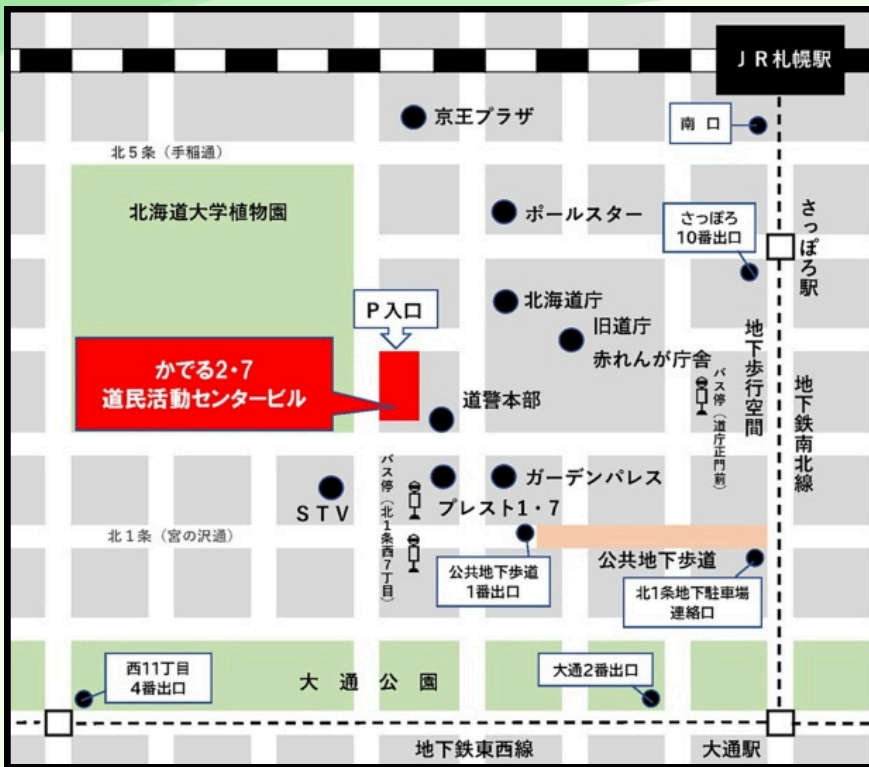 JR札幌駅
京王プラザ
南口
北5条（手稲通）
北海道大学植物園
ポールスター
さっぽろ
10番出口
さっぽろ駅
P入口
北海道庁
旧道庁
赤れんが庁舎
かでる2・7
道民活動センタービル
道警本部
バス停（道庁正門前）
地下歩行空間
地下鉄南北線
STV
バス停（北1条西7丁目）
プレスト1・7
ガーデンパレス
北1条（宮の沢通）
公共地下歩道
1番出口
公共地下歩道
北1条地下駐車場
連絡口
西11丁目
4番出口
大通公園
大通2番出口
地下鉄東西線
大通駅